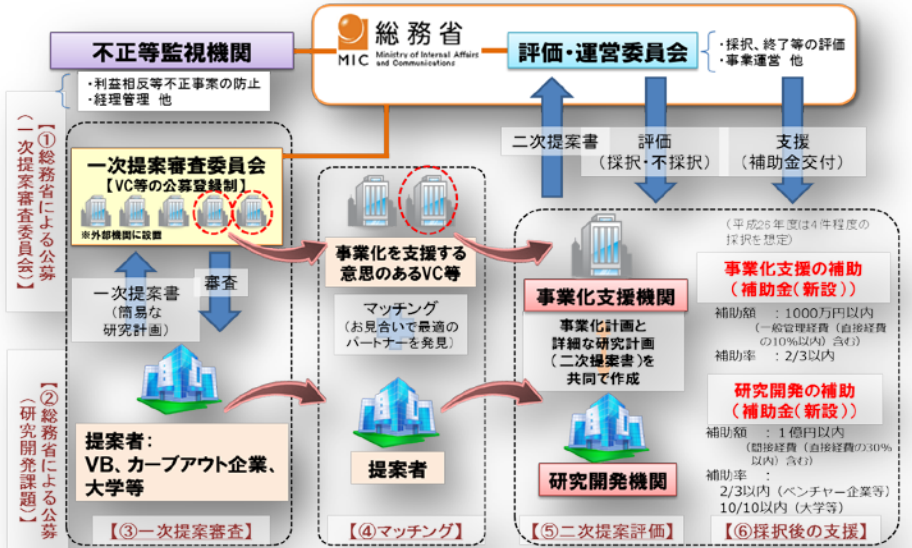 不正等監視機関
・利益相反等不正事案の防止
・経理管理 他
総務省
MIC
Ministry of Internal Affairs
and Communications
評価・運営委員会
・採択、終了等の評価
・事業運営 他
【①総務省による公募
(一次提案審査委員会)】
【②総務省による公募
(研究開発課題)】
一次提案審査委員会
【VC等の公募登録制】
※外部機関に設置
一次提案書
(簡易な
研究計画)
審査
提案者:
VB、カーブアウト企業、
大学等
【③一次提案審査】
事業化を支援する
意思のあるVC等
マッチング
(お見合いで最適の
パートナーを発見)
提案者
【④マッチング】
二次提案書
評価
(採択・不採択)
支援
(補助金交付)
事業化支援機関
事業化計画と
詳細な研究計画
(二次提案書)を
共同で作成
研究開発機関
【⑤二次提案評価】
(平成26年度は4件程度の
採択を想定)
事業化支援の補助
(補助金(新設))
補助額 :1000万円以内
(一般管理経費(直接経費
の10%以内)含む)
補助率 :2/3以内
研究開発の補助
(補助金(新設))
補助額 :1億円以内
(間接経費(直接経費の30%
以内)含む)
補助率 :
2/3以内(ベンチャー企業等)
10/10以内(大学等)
【⑥採択後の支援】